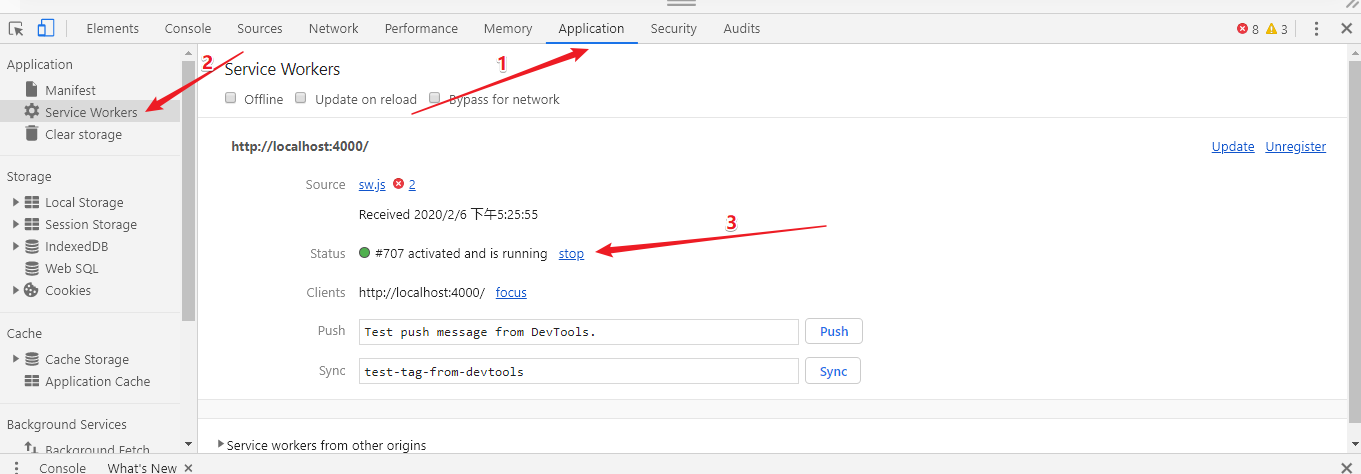 Elements Console Sources Network Performance Memory Application Security Audits 8 3
Application
Manifest
Service Workers
Clear storage
Storage
Local Storage
Session Storage
IndexedDB
Web SQL
Cookies
Cache
Cache Storage
Application Cache
Background Services
Background Fetch
2
1
Service Workers
Offline Update on reload Bypass for network
http://localhost:4000/ Update Unregister
Source sw.js 2
Received 2020/2/6 下午5:25:55
3
Status #707 activated and is running stop
Clients http://localhost:4000/ focus
Push Test push message from DevTools. Push
Sync test-tag-from-devtools Sync
Service workers from other origins
Console What's New